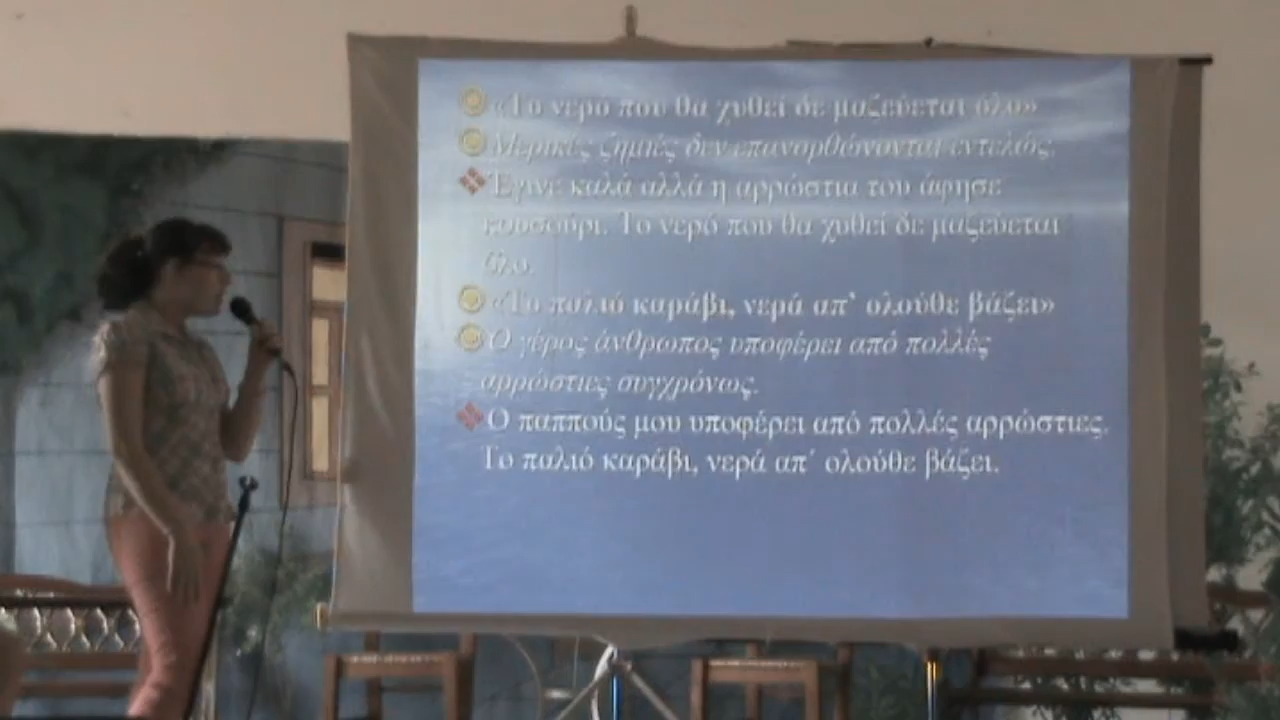 «Το νερό που θα χυθεί δε μαζεύεται όλο»
Μερικές ζημιές δεν επανορθώνονται εντελώς.
Έγινε καλά αλλά η αρρώστια του άφησε
κουσούρι. Το νερό που θα χυθεί δε μαζεύεται
όλο.
«Το παλιό καράβι, νερά απ' ολούθε βάζει»
Ο γέρος άνθρωπος υποφέρει από πολλές
αρρώστιες συγχρόνως.
Ο παππούς μου υποφέρει από πολλές αρρώστιες.
Το παλιό καράβι, νερά απ΄ ολούθε βάζει.